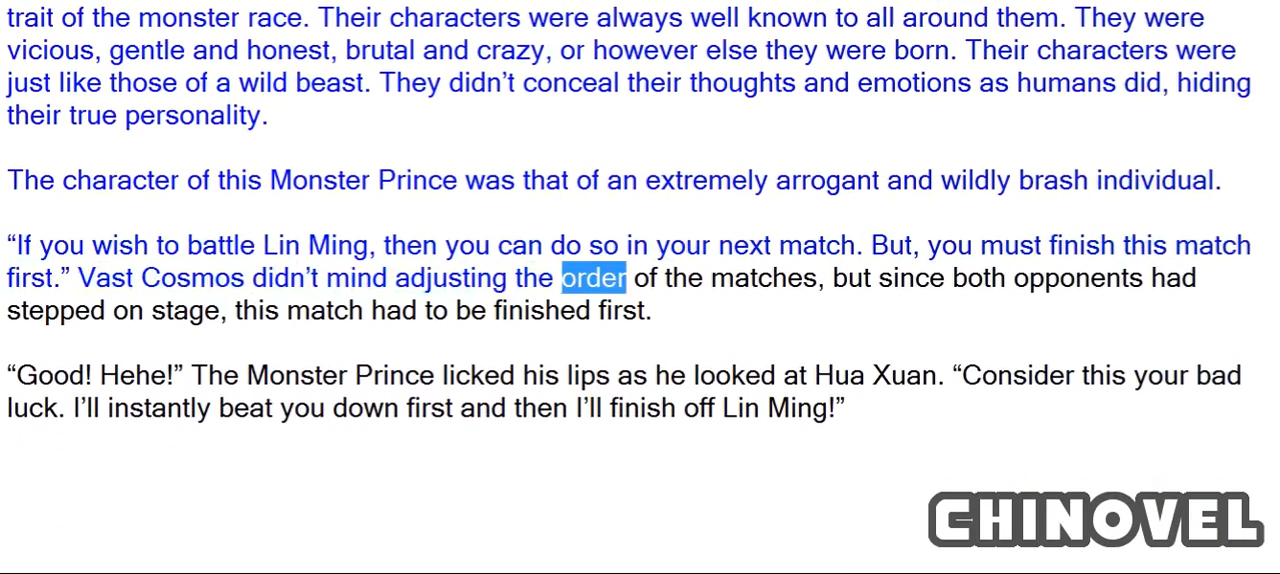 trait of the monster race. Their characters were always well known to all around them. They were
vicious, gentle and honest, brutal and crazy, or however else they were born. Their characters were
just like those of a wild beast. They didn’t conceal their thoughts and emotions as humans did, hiding
their true personality.
The character of this Monster Prince was that of an extremely arrogant and wildly brash individual.
“If you wish to battle Lin Ming, then you can do so in your next match. But, you must finish this match
first.” Vast Cosmos didn’t mind adjusting the order of the matches, but since both opponents had
stepped on stage, this match had to be finished first.
“Good! Hehe!” The Monster Prince licked his lips as he looked at Hua Xuan. “Consider this your bad
luck. I’ll instantly beat you down first and then I’ll finish off Lin Ming!”
CHINOVEL